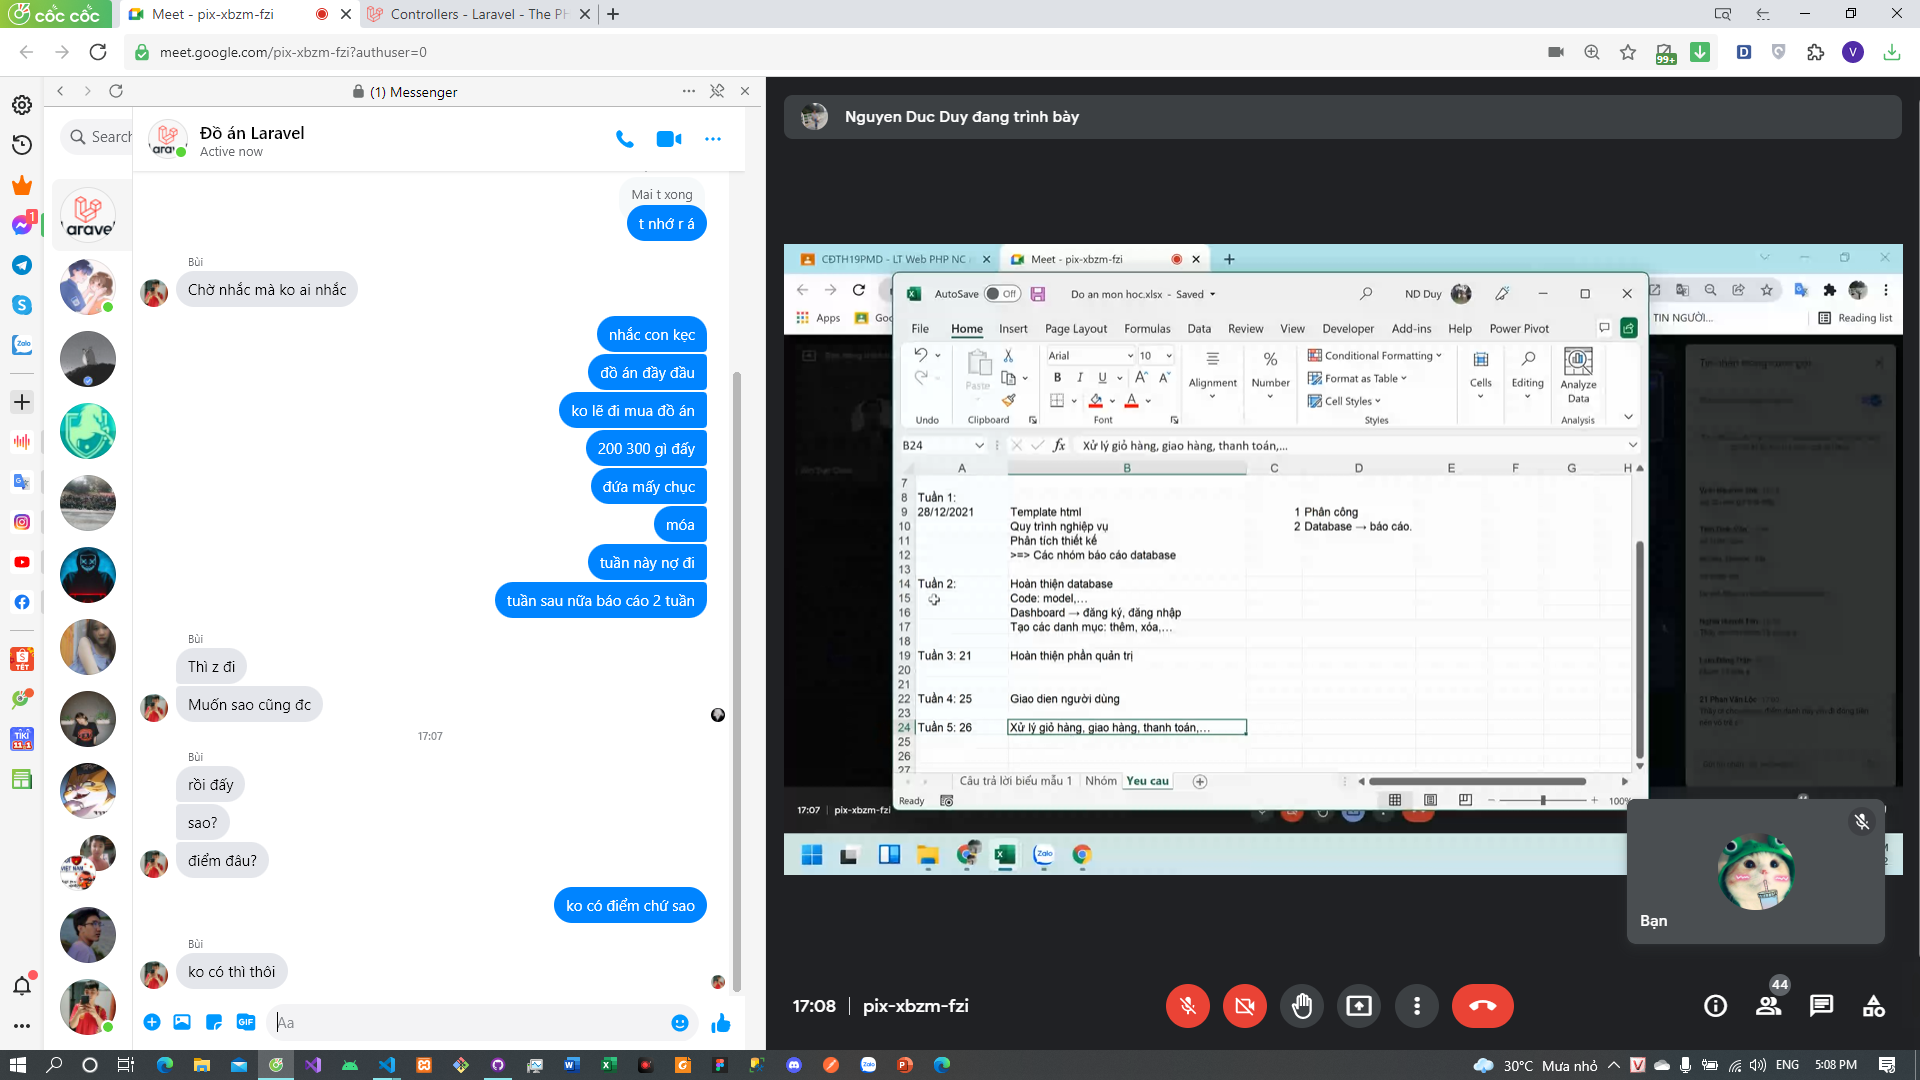 cốc cốc
Meet - pix-xbzm-fzi
Controllers - Laravel - The PH
meet.google.com/pix-xbzm-fzi?authuser=0
99+
D
V
(1) Messenger
Search
Đồ án Laravel
Active now
Mai t xong
t nhớ r á
Bùi
Chờ nhắc mà ko ai nhắc
nhắc con kẹc
đồ án đầy đầu
ko lẽ đi mua đồ án
200 300 gì đấy
đứa mấy chục
móa
tuần này nợ đi
tuần sau nữa báo cáo 2 tuần
Bùi
Thì z đi
Muốn sao cũng đc
17:07
Bùi
rồi đấy
sao?
điểm đâu?
ko có điểm chứ sao
Bùi
ko có thì thôi
GIF
Aa
Nguyen Duc Duy đang trình bày
CĐTH19PMD - LT Web PHP NC
Meet - pix-xbzm-fzi
Apps
Goo
TIN NGƯỜI...
Reading list
AutoSave
Off
Do an mon hoc.xlsx - Saved
ND Duy
File
Home
Insert
Page Layout
Formulas
Data
Review
View
Developer
Add-ins
Help
Power Pivot
Paste
Arial
10
B I U
Alignment
Number
Conditional Formatting
Format as Table
Cell Styles
Cells
Editing
Analyze
Data
Undo
Clipboard
Font
Styles
Analysis
B24
fx
Xử lý giỏ hàng, giao hàng, thanh toán,...
A B C D E F G H
7
8 Tuần 1:
9 28/12/2021 Template html 1 Phân công
10 Quy trình nghiệp vụ 2 Database → báo cáo.
11 Phân tích thiết kế
12 >=> Các nhóm báo cáo database
13
14 Tuần 2: Hoàn thiện database
15 Code: model,...
16 Dashboard → đăng ký, đăng nhập
17 Tạo các danh mục: thêm, xóa,...
18
19 Tuần 3: 21 Hoàn thiện phần quản trị
20
21
22 Tuần 4: 25 Giao dien người dùng
23
24 Tuần 5: 26 Xử lý giỏ hàng, giao hàng, thanh toán,...
25
26
27
Câu trả lời biểu mẫu 1
Nhóm
Yeu cau
Ready
100%
17:07 | pix-xbzm-fzi
Zalo
Bạn
17:08 | pix-xbzm-fzi
44
30°C Mưa nhỏ
ENG
5:08 PM